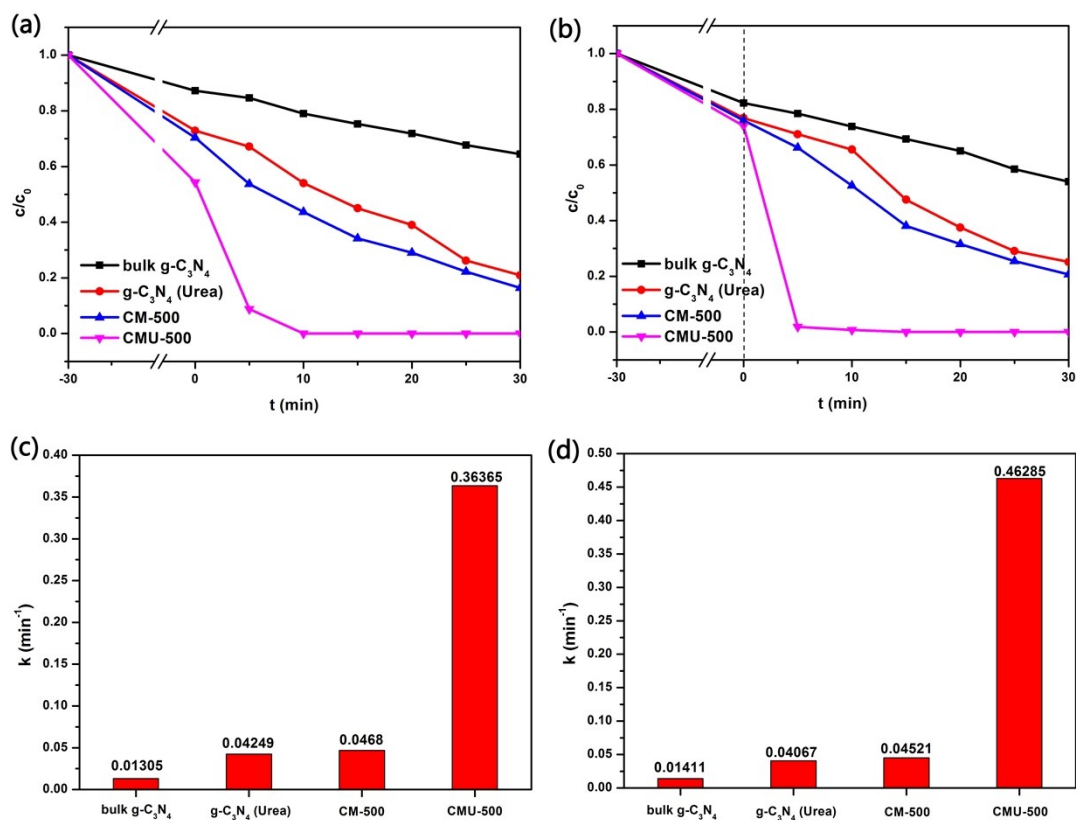 (a)
1.0
0.8
0.6
0.4
0.2
0.0
c/c₀
bulk g-C₃N₄
g-C₃N₄ (Urea)
CM-500
CMU-500
-30 0 10 20 30
t (min)
(b)
1.0
0.8
0.6
0.4
0.2
0.0
c/c₀
bulk g-C₃N₄
g-C₃N₄ (Urea)
CM-500
CMU-500
-30 0 10 20 30
t (min)
(c)
0.40
0.35
0.30
0.25
0.20
0.15
0.10
0.05
0.00
k (min⁻¹)
0.01305
0.04249
0.0468
0.36365
bulk g-C₃N₄ g-C₃N₄ (Urea) CM-500 CMU-500
(d)
0.50
0.45
0.40
0.35
0.30
0.25
0.20
0.15
0.10
0.05
0.00
k (min⁻¹)
0.01411
0.04067
0.04521
0.46285
bulk g-C₃N₄ g-C₃N₄ (Urea) CM-500 CMU-500